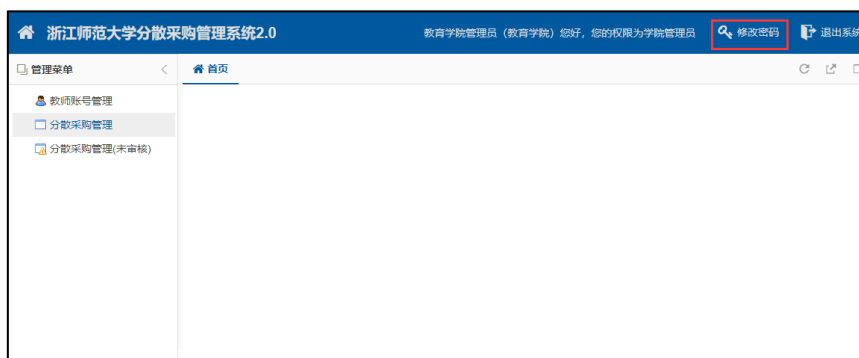 浙江师范大学分散采购管理系统2.0
教育学院管理员（教育学院）您好，您的权限为学院管理员
修改密码
退出系统
管理菜单
首页
教师账号管理
分散采购管理
分散采购管理(未审核)